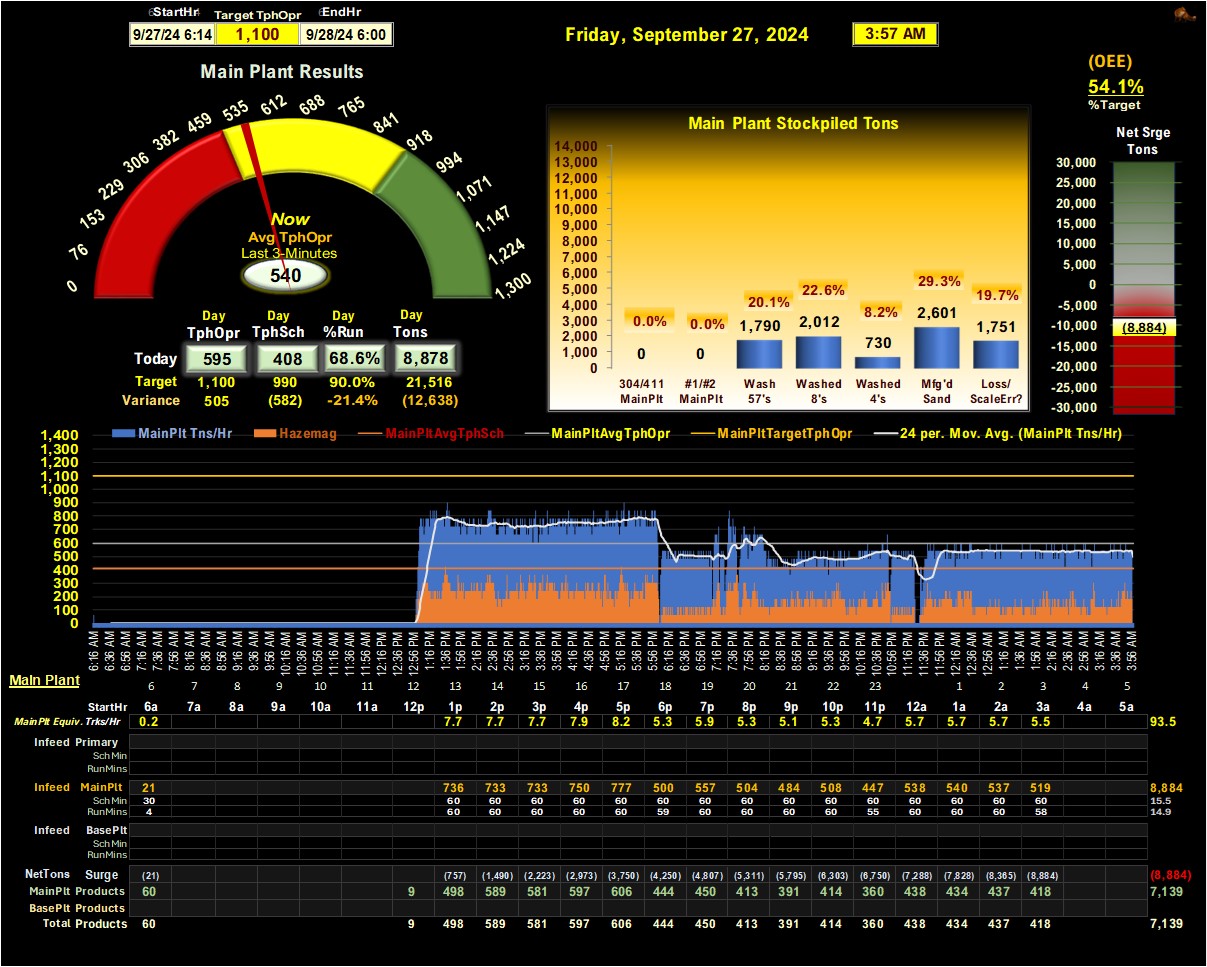 StartHr Target TphOpr EndHr
9/27/24 6:14 1,100 9/28/24 6:00
Friday, September 27, 2024 3:57 AM
Main Plant Results
0 76 153 229 306 382 459 535 612 688 765 841 918 994 1,071 1,147 1,224 1,300
Now
Avg TphOpr
Last 3-Minutes
540
Day Day Day Day
TphOpr TphSch %Run Tons
Today 595 408 68.6% 8,878
Target 1,100 990 90.0% 21,516
Variance 505 (582) -21.4% (12,638)
Main Plant Stockpiled Tons
14,000
13,000
12,000
11,000
10,000
9,000
8,000
7,000
6,000
5,000
4,000
3,000
2,000
1,000
0
0.0% 0.0% 20.1% 22.6% 8.2% 29.3% 19.7%
0 0 1,790 2,012 730 2,601 1,751
304/411 #1/#2 Wash Washed Washed Mfg'd Loss/
MainPlt MainPlt 57's 8's 4's Sand ScaleErr?
(OEE)
54.1%
%Target
Net Srge
Tons
30,000
25,000
20,000
15,000
10,000
5,000
0
-5,000
-10,000
-15,000
-20,000
-25,000
-30,000
(8,884)
MainPlt Tns/Hr Hazemag MainPltAvgTphSch MainPltAvgTphOpr MainPltTargetTphOpr 24 per. Mov. Avg. (MainPlt Tns/Hr)
1,400
1,300
1,200
1,100
1,000
900
800
700
600
500
400
300
200
100
0
6:16 AM 6:36 AM 6:56 AM 7:16 AM 7:36 AM 7:56 AM 8:16 AM 8:36 AM 8:56 AM 9:16 AM 9:36 AM 9:56 AM 10:16 AM 10:36 AM 10:56 AM 11:16 AM 11:36 AM 11:56 AM 12:16 PM 12:36 PM 12:56 PM 1:16 PM 1:36 PM 1:56 PM 2:16 PM 2:36 PM 2:56 PM 3:16 PM 3:36 PM 3:56 PM 4:16 PM 4:36 PM 4:56 PM 5:16 PM 5:36 PM 5:56 PM 6:18 PM 6:38 PM 6:58 PM 7:16 PM 7:36 PM 7:56 PM 8:16 PM 8:36 PM 8:58 PM 9:18 PM 9:38 PM 9:58 PM 10:18 PM 10:38 PM 10:58 PM 11:16 PM 11:36 PM 11:56 PM 12:16 AM 12:36 AM 12:56 AM 1:16 AM 1:36 AM 1:56 AM 2:16 AM 2:36 AM 2:56 AM 3:16 AM 3:36 AM 3:56 AM
Main Plant
6 7 8 9 10 11 12 13 14 15 16 17 18 19 20 21 22 23 1 2 3 4 5
StartHr 6a 7a 8a 9a 10a 11a 12p 1p 2p 3p 4p 5p 6p 7p 8p 9p 10p 11p 12a 1a 2a 3a 4a 5a
MainPlt Equiv. Trks/Hr 0.2 7.7 7.7 7.7 7.9 8.2 5.3 5.9 5.3 5.1 5.3 4.7 5.7 5.7 5.7 5.5 93.5
Infeed Primary
Sch Min
RunMins
Infeed MainPlt 21 736 733 733 750 777 500 557 504 484 508 447 538 540 537 519 8,884
Sch Min 30 60 60 60 60 60 60 60 60 60 60 60 60 60 60 60 15.5
RunMins 4 60 60 60 60 60 59 60 60 60 60 55 60 60 60 58 14.9
Infeed BasePlt
Sch Min
RunMins
NetTons Surge (21) (757) (1,490) (2,223) (2,973) (3,750) (4,250) (4,807) (5,311) (5,795) (6,303) (6,750) (7,288) (7,828) (8,365) (8,884) (8,884)
MainPlt Products 60 9 498 589 581 597 606 444 450 413 391 414 360 438 434 437 418 7,139
BasePlt Products
Total Products 60 9 498 589 581 597 606 444 450 413 391 414 360 438 434 437 418 7,139